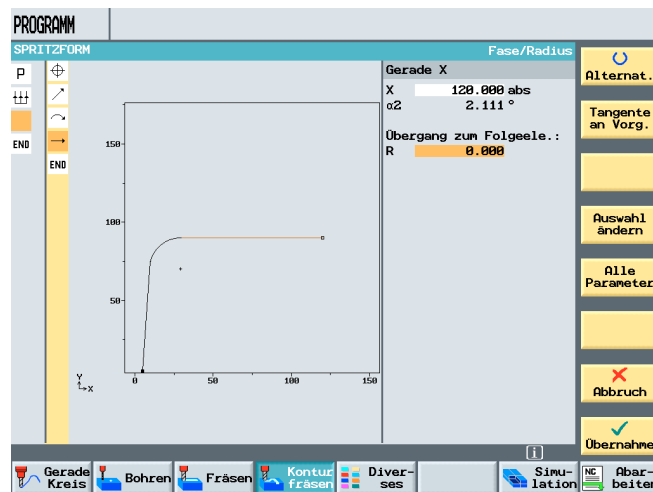 PROGRAMM
SPRITZFORM
Fase/Radius
P
END
END
150
100
50
0
50
100
150
Y
X
Gerade X
X 120.000 abs
α2 2.111 °
Übergang zum Folgeele.:
R 0.000
Alternat.
Tangente
an Vorg.
Auswahl
ändern
Alle
Parameter
Abbruch
Übernahme
i
Gerade
Kreis
Bohren
Fräsen
Kontur
fräsen
Diver-
ses
Simu-
lation
NC
Abar-
beiten